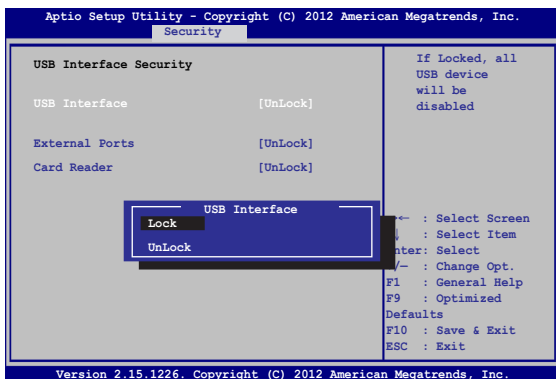 Aptio Setup Utility - Copyright (C) 2012 American Megatrends, Inc.
Security
USB Interface Security
USB Interface [UnLock]
External Ports [UnLock]
Card Reader [UnLock]
If Locked, all
USB device
will be
disabled
USB Interface
Lock
UnLock
→← : Select Screen
↓ : Select Item
nter: Select
/— : Change Opt.
F1 : General Help
F9 : Optimized
Defaults
F10 : Save & Exit
ESC : Exit
Version 2.15.1226. Copyright (C) 2012 American Megatrends, Inc.